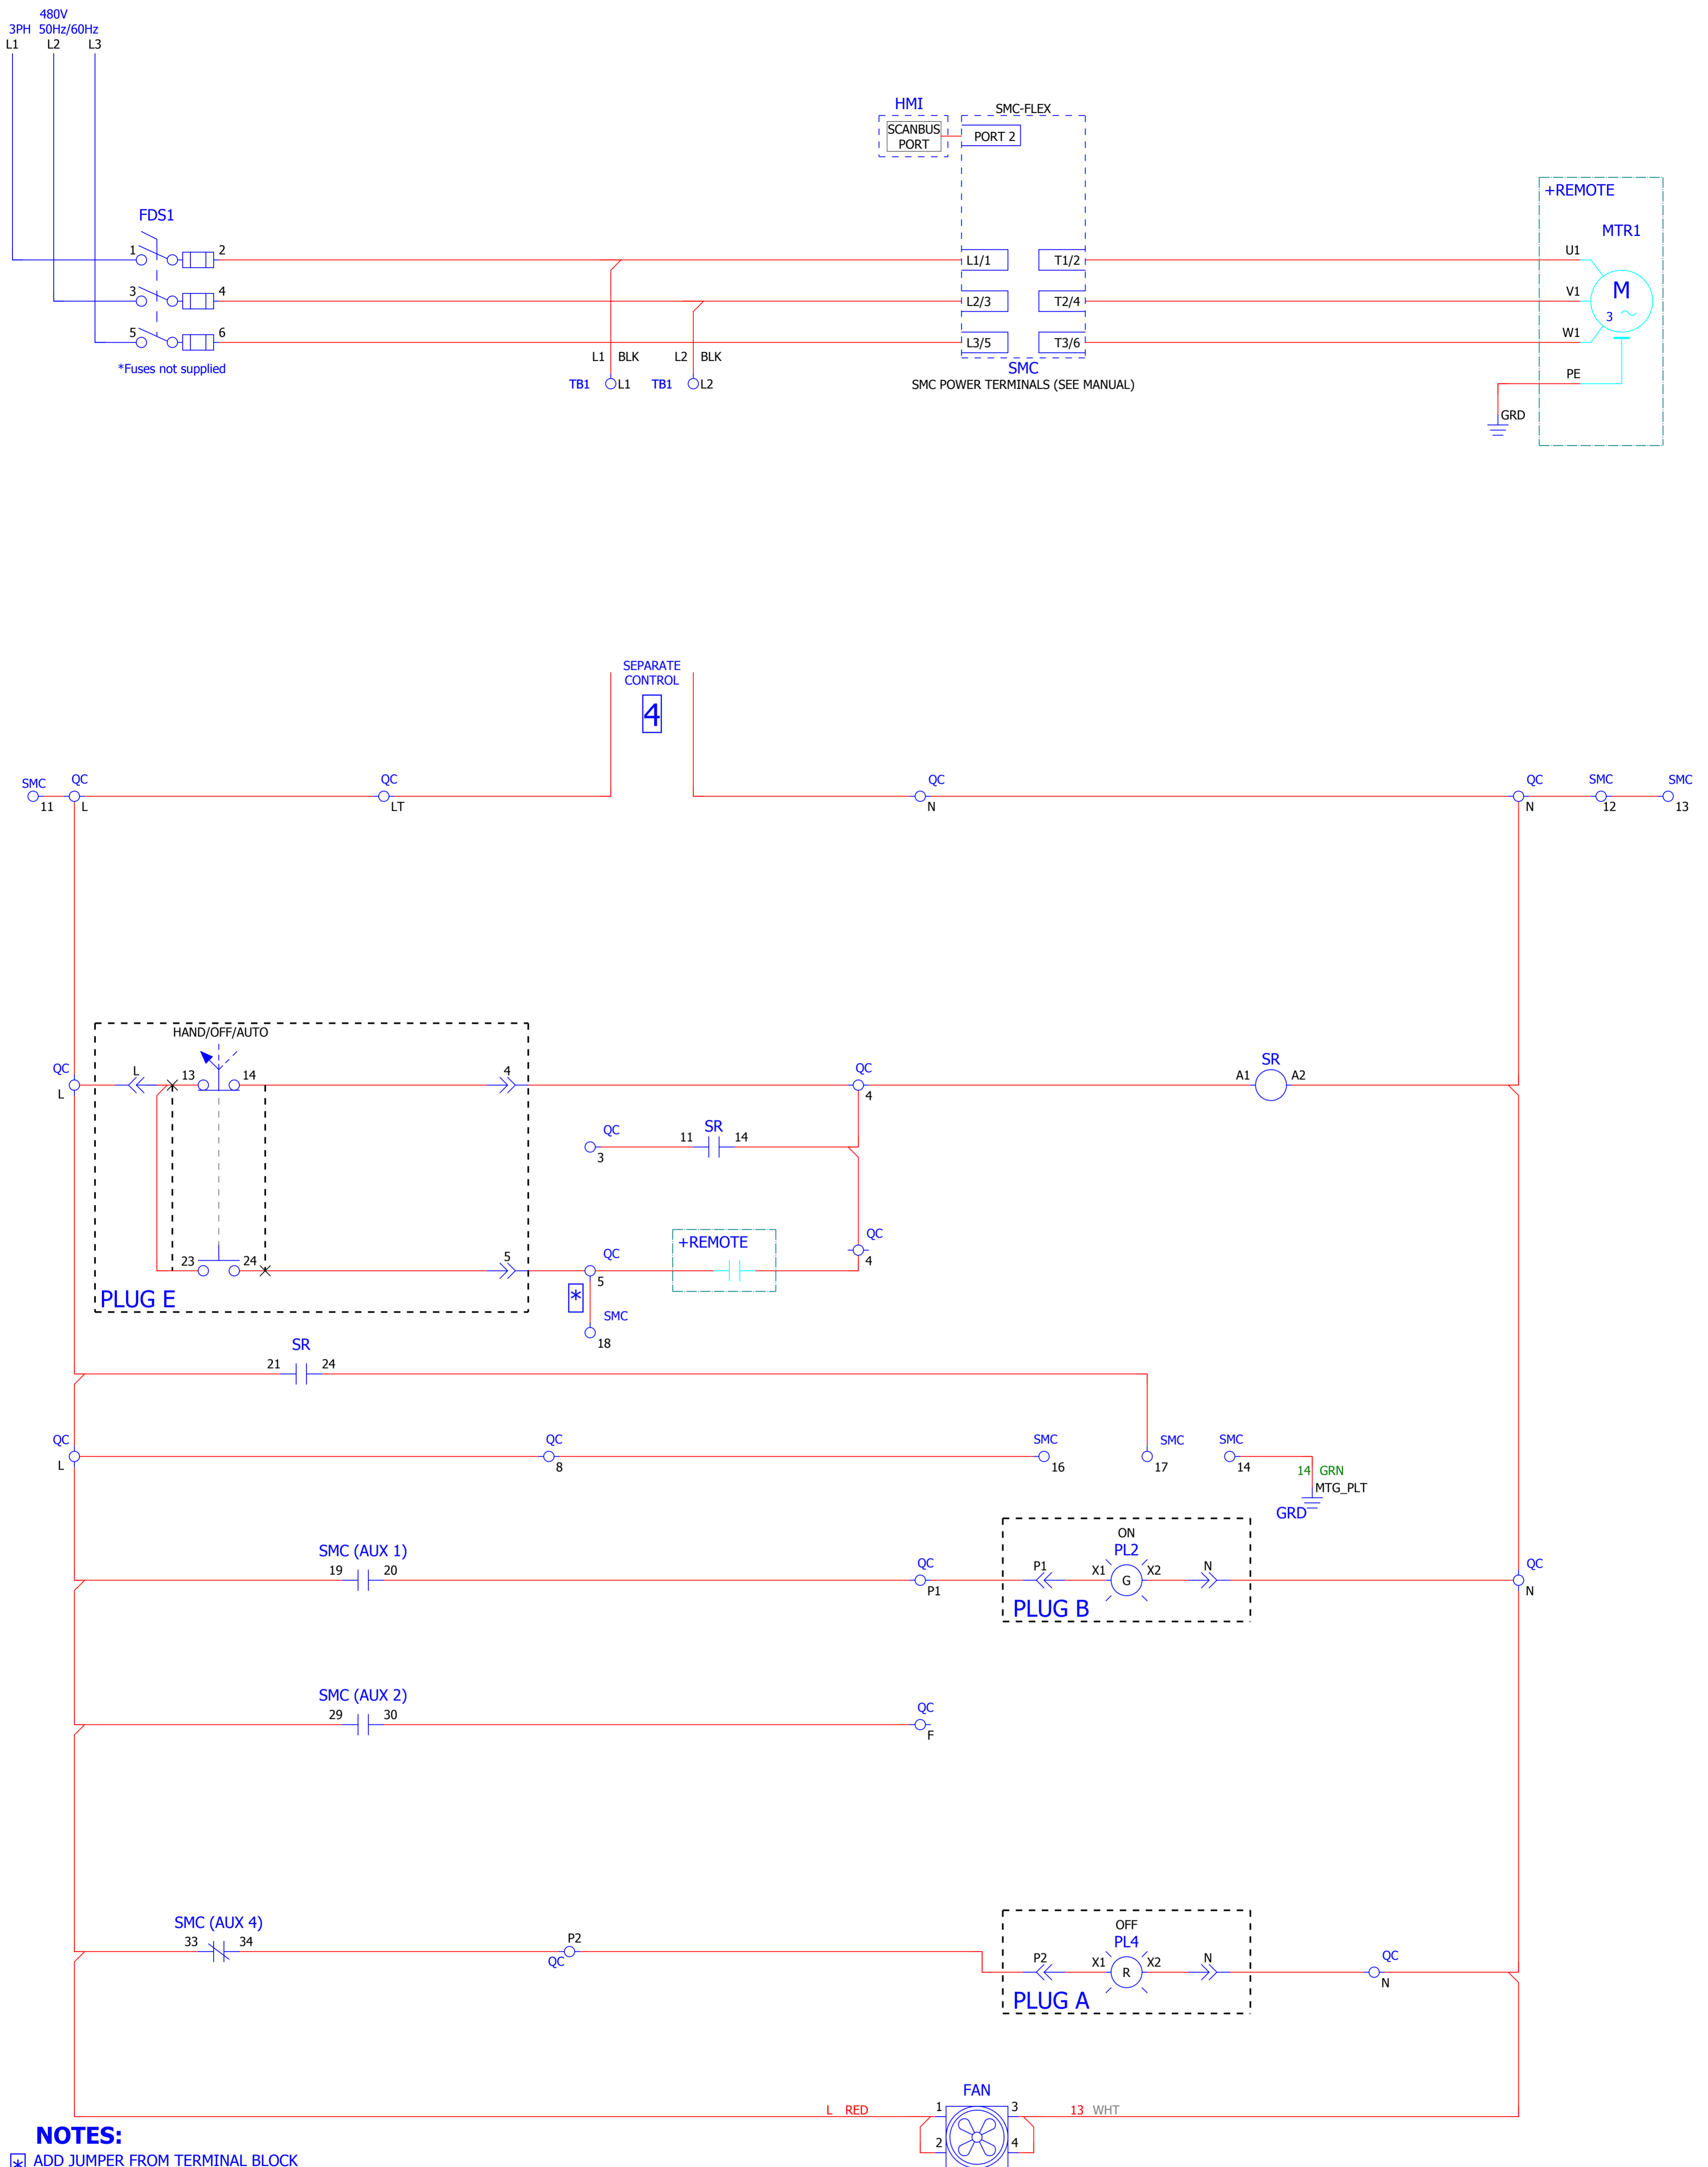 480V
3PH 50Hz/60Hz
L1 L2 L3
HMI
SMC-FLEX
SCANBUS
PORT
PORT 2
+REMOTE
FDS1
MTR1
1 2
L1/1 T1/2
U1
3 4
L2/3 T2/4
V1
M
3
5 6
L3/5 T3/6
W1
*Fuses not supplied
L1 BLK L2 BLK
SMC
TB1 L1 TB1 L2
SMC POWER TERMINALS (SEE MANUAL)
PE
GRD
SEPARATE
CONTROL
4
SMC QC QC QC QC SMC SMC
11 L LT N N 12 13
HAND/OFF/AUTO
QC L 13 14 4 QC SR
A1 A2
L 4
QC 11 SR 14
3
+REMOTE
QC
4
23 24 5 QC
5
PLUG E
*
SMC
18
SR
21 24
QC QC SMC SMC SMC
L 8 16 17 14
14 GRN
MTG_PLT
GRD
ON
PL2
SMC (AUX 1)
19 20 QC P1 X1 G X2 N QC
P1 N
PLUG B
SMC (AUX 2)
29 30 QC
F
SMC (AUX 4)
33 34 P2
QC
OFF
PL4
P2 X1 R X2 N QC
N
PLUG A
FAN
L RED 1 3 13 WHT
2 4
NOTES:
* ADD JUMPER FROM TERMINAL BLOCK